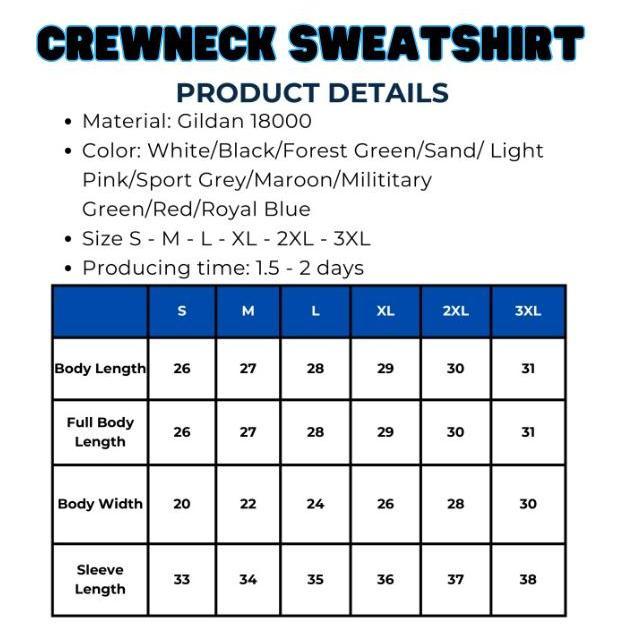 CREWNECK SWEATSHIRT
PRODUCT DETAILS
• Material: Gildan 18000
• Color: White/Black/Forest Green/Sand/ Light
Pink/Sport Grey/Maroon/Milititary
Green/Red/Royal Blue
• Size S - M - L - XL - 2XL - 3XL
• Producing time: 1.5 - 2 days
S M L XL 2XL 3XL
Body Length 26 27 28 29 30 31
Full Body
Length 26 27 28 29 30 31
Body Width 20 22 24 26 28 30
Sleeve
Length 33 34 35 36 37 38